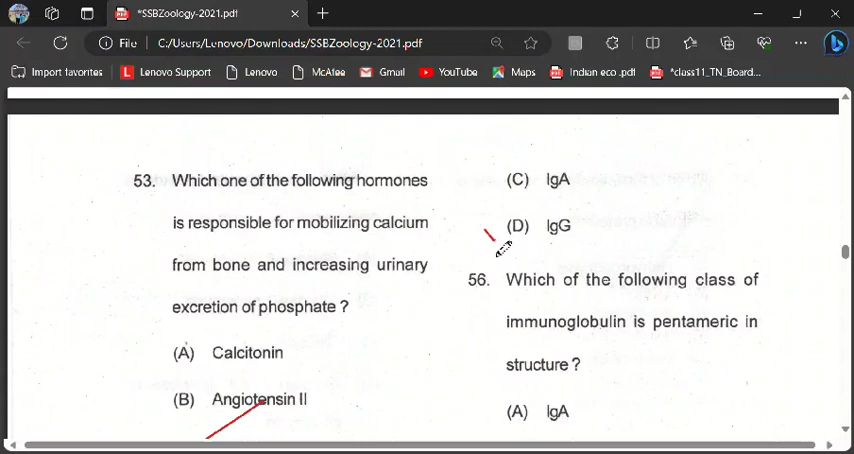 *SSBZoology-2021.pdf
File
C:/Users/Lenovo/Downloads/SSBZoology-2021.pdf
Import favorites
Lenovo Support
Lenovo
McAfee
Gmail
YouTube
Maps
Indian eco .pdf
*class11_TN_Board...
53. Which one of the following hormones
is responsible for mobilizing calcium
from bone and increasing urinary
excretion of phosphate ?
(A) Calcitonin
(B) Angiotensin II
(C) IgA
(D) IgG
56. Which of the following class of
immunoglobulin is pentameric in
structure ?
(A) IgA